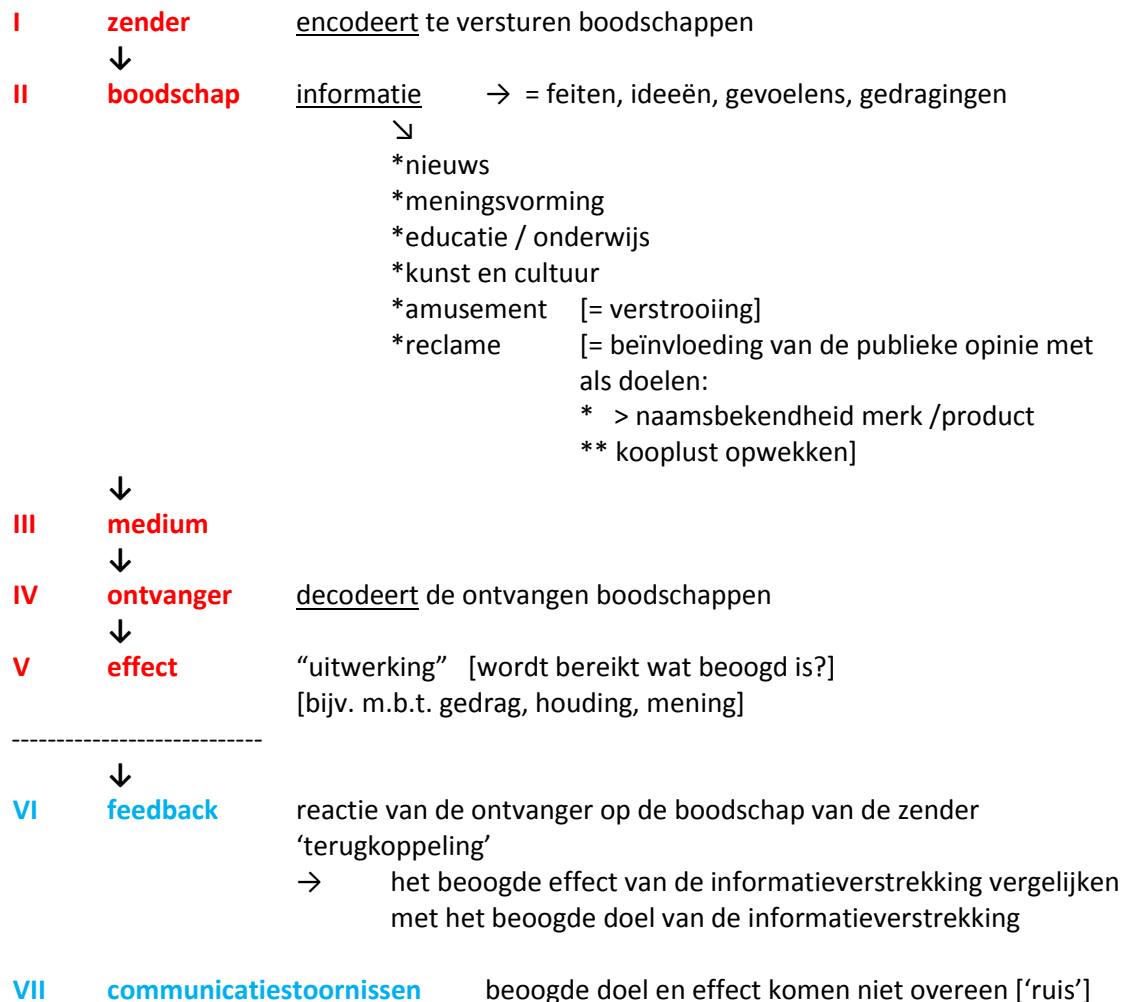 I zender encodeert te versturen boodschappen
↓
II boodschap informatie → = feiten, ideeën, gevoelens, gedragingen
↘
*nieuws
*meningsvorming
*educatie / onderwijs
*kunst en cultuur
*amusement [= verstrooiing]
*reclame [= beïnvloeding van de publieke opinie met
als doelen:
* > naamsbekendheid merk /product
** kooplust opwekken]
↓
III medium
↓
IV ontvanger decodeert de ontvangen boodschappen
↓
V effect “uitwerking” [wordt bereikt wat beoogd is?]
[bijv. m.b.t. gedrag, houding, mening]
----------------------------
↓
VI feedback reactie van de ontvanger op de boodschap van de zender
‘terugkoppeling’
→ het beoogde effect van de informatieverstrekking vergelijken
met het beoogde doel van de informatieverstrekking
VII communicatiestoornissen beoogde doel en effect komen niet overeen [‘ruis’]